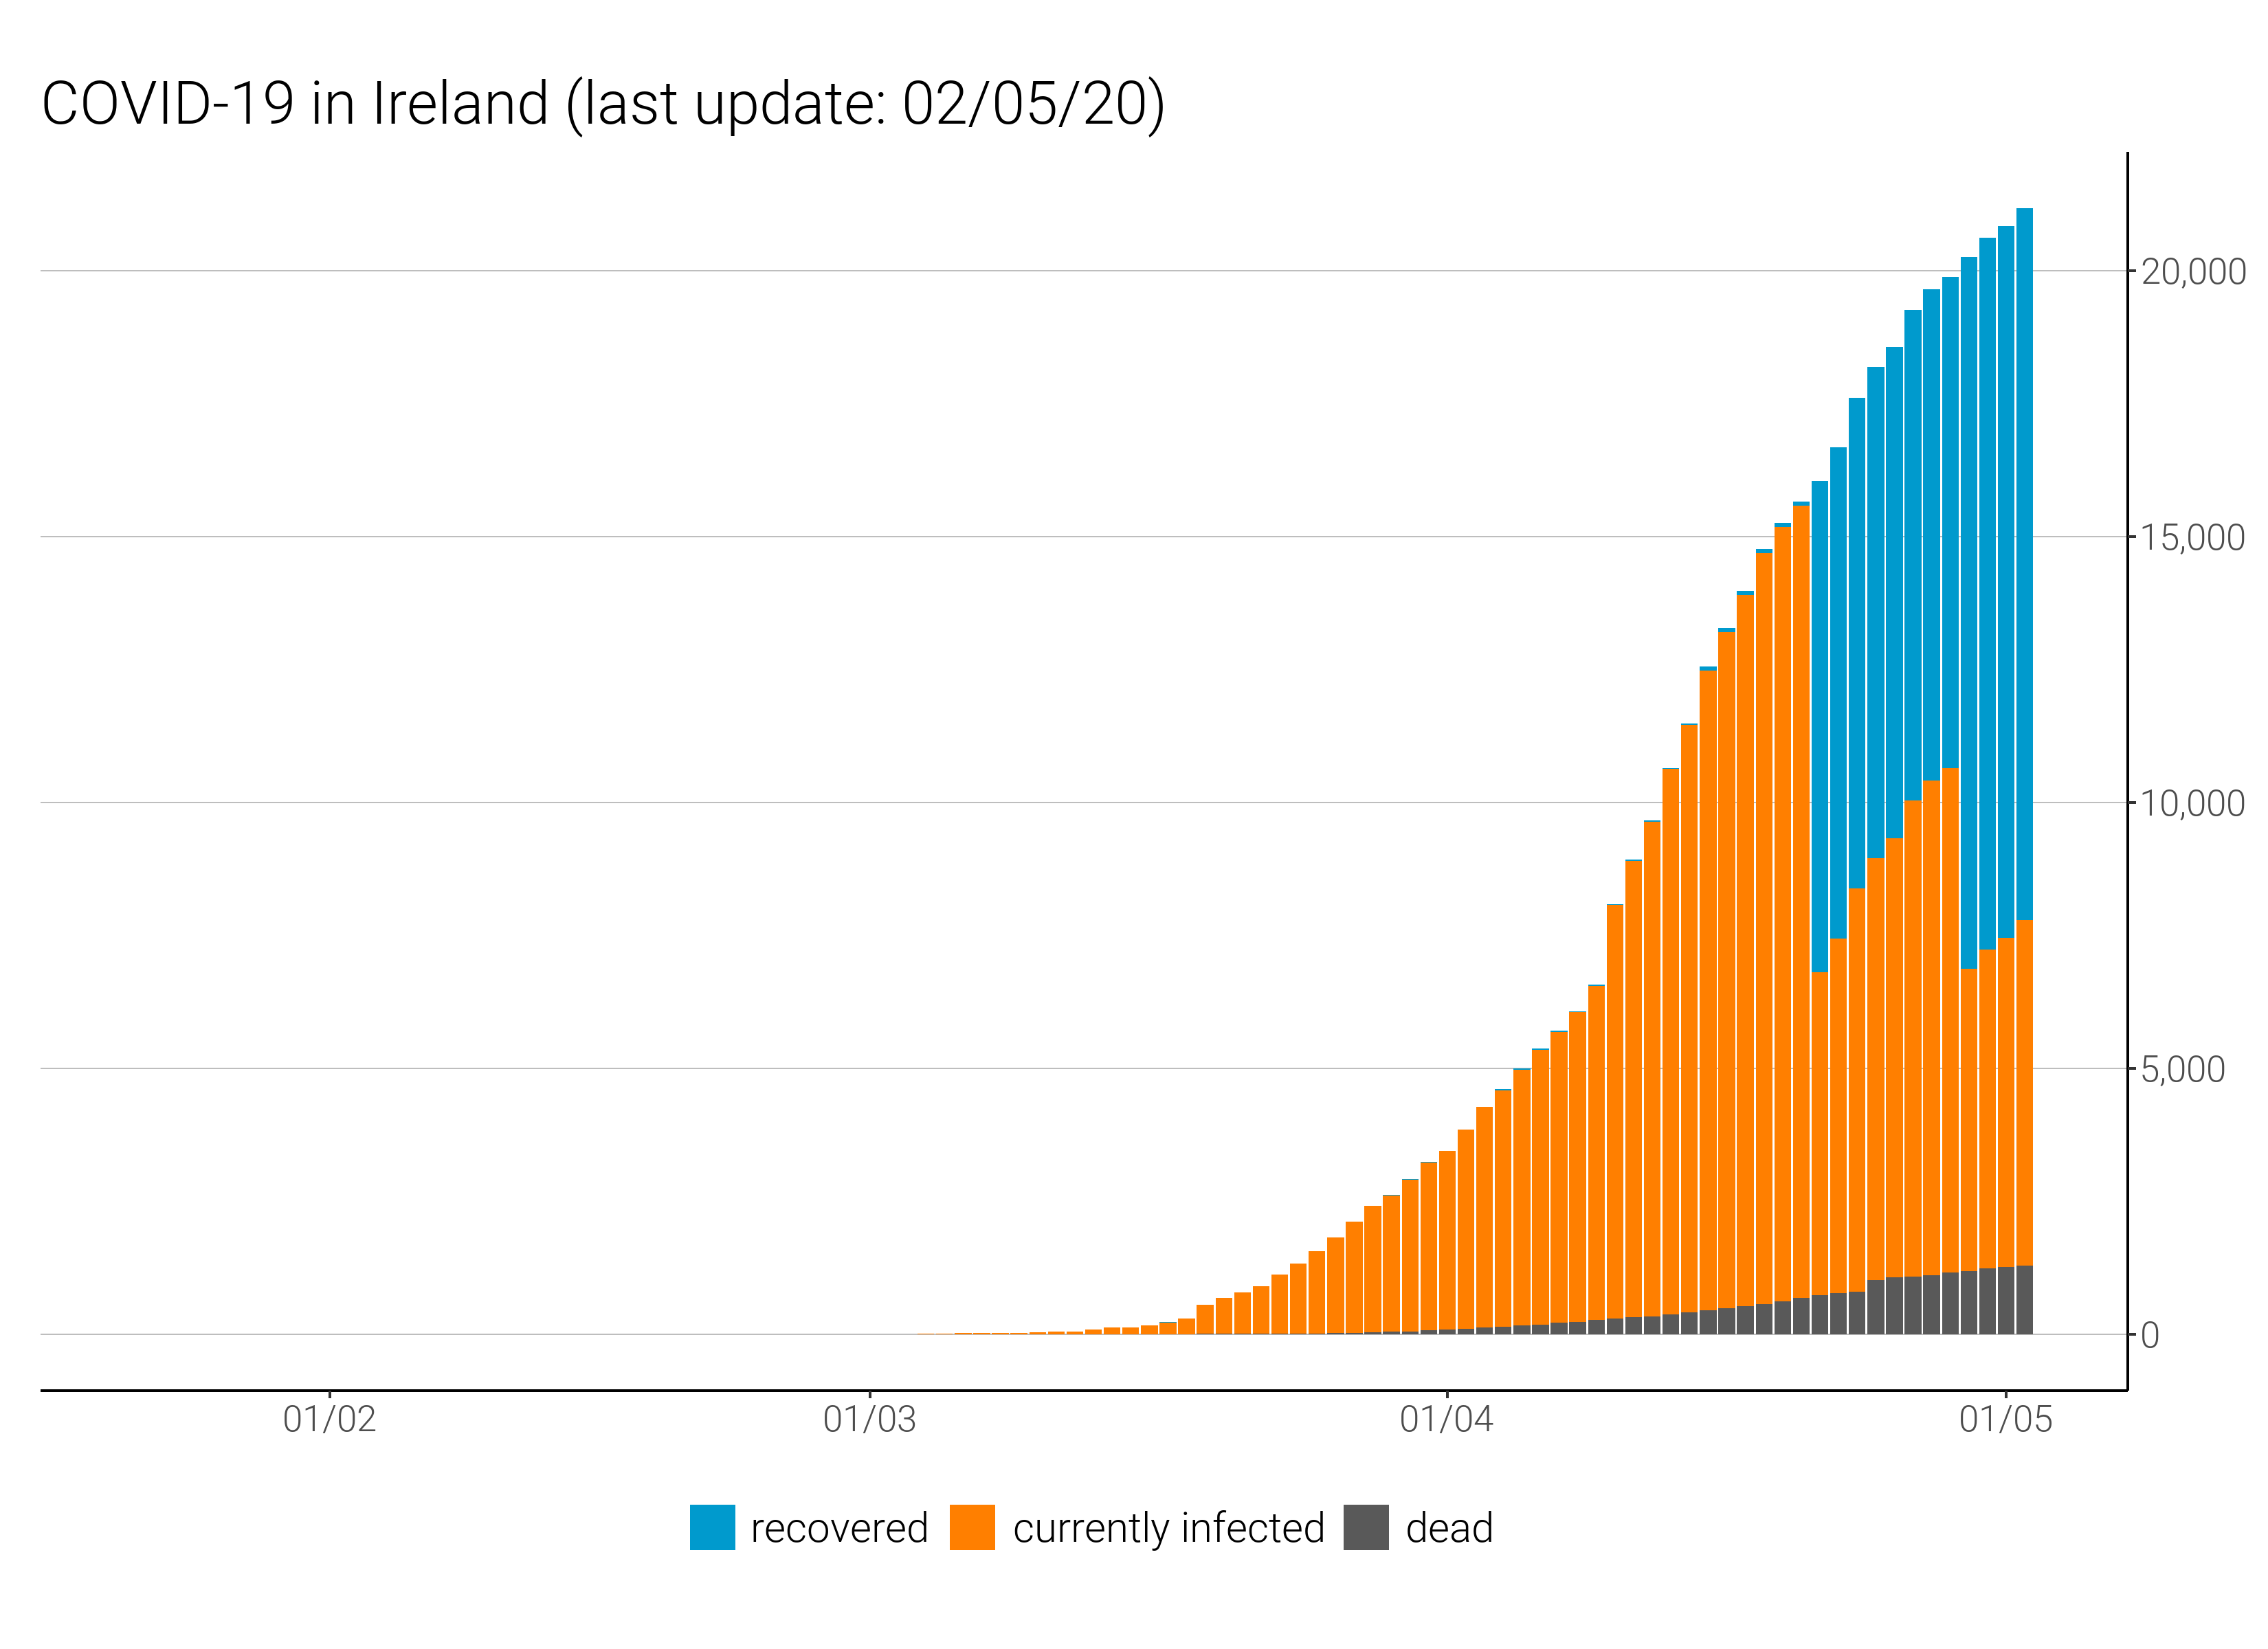 COVID-19 in Ireland (last update: 02/05/20)
20,000
15,000
10,000
5,000
0
01/02 01/03 01/04 01/05
recovered currently infected dead